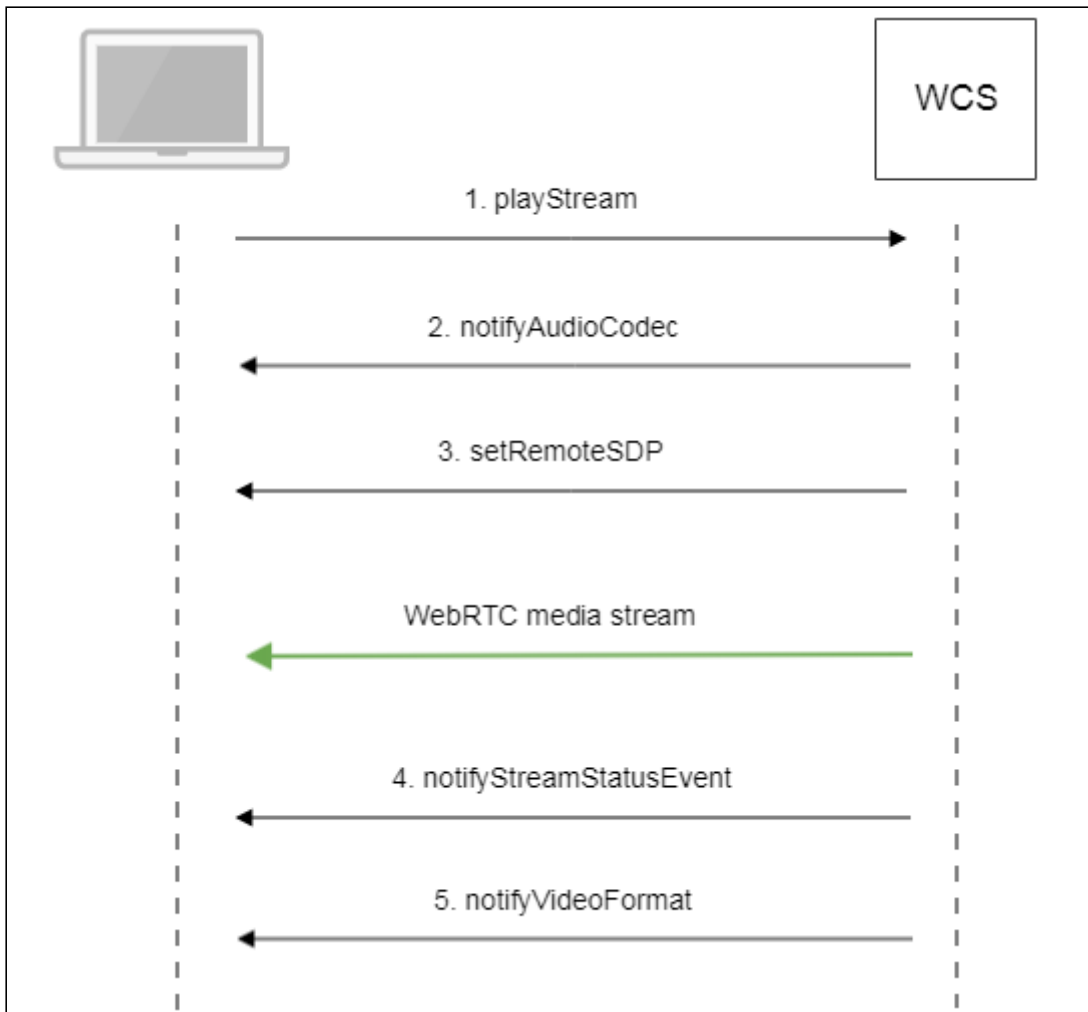 WCS
1. playStream
2. notifyAudioCodec
3. setRemoteSDP
WebRTC media stream
4. notifyStreamStatusEvent
5. notifyVideoFormat